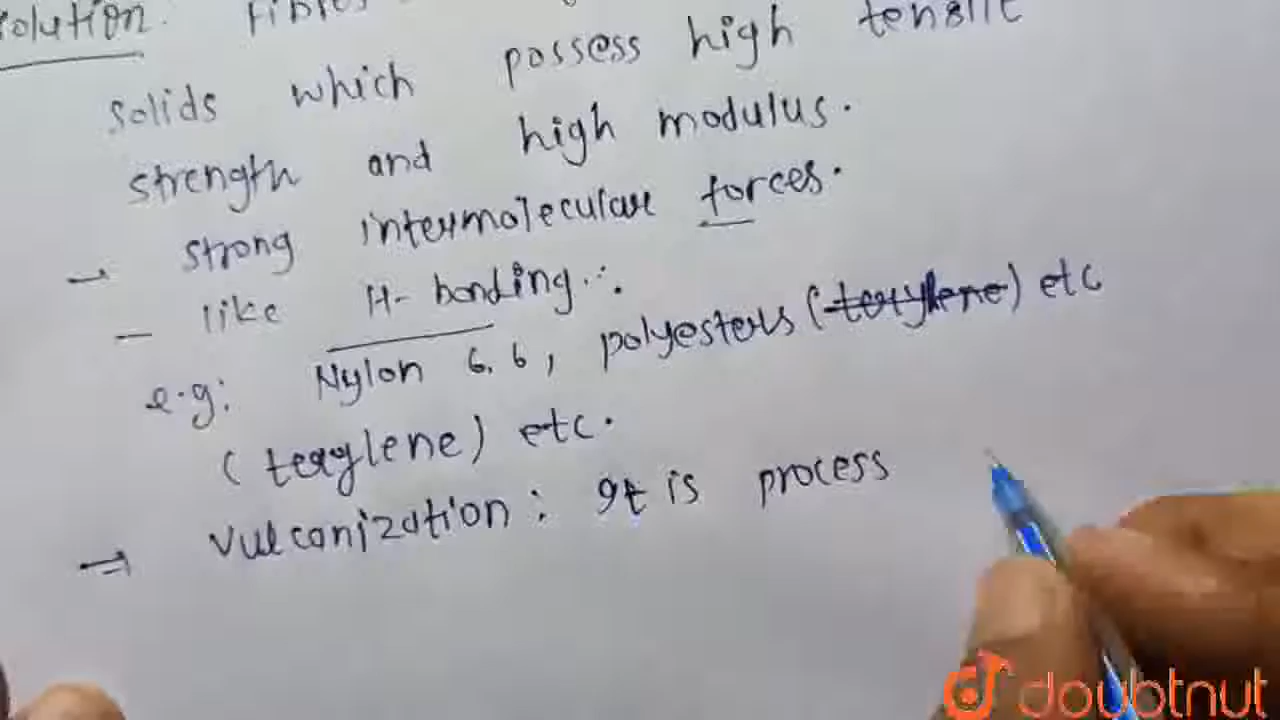 solution.
solids which possess high tensile
strength and high modulus.
→ strong intermolecular forces.
- like H- bonding ∴
e.g: Nylon 6.6, polyesters (terylene) etc
(terylene) etc.
⇒ vulcanization: It is process
doubtnut